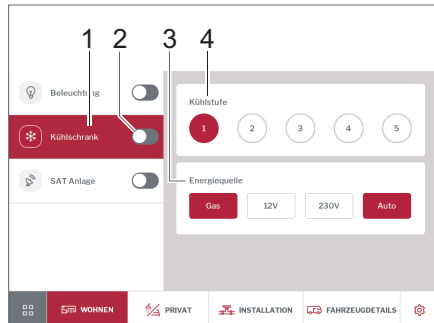 1 2 3 4
Beleuchtung
Kühlschrank
SAT Anlage
Kühlstufe
1 2 3 4 5
Energiequelle
Gas 12V 230V Auto
WOHNEN PRIVAT INSTALLATION FAHRZEUGDETAILS